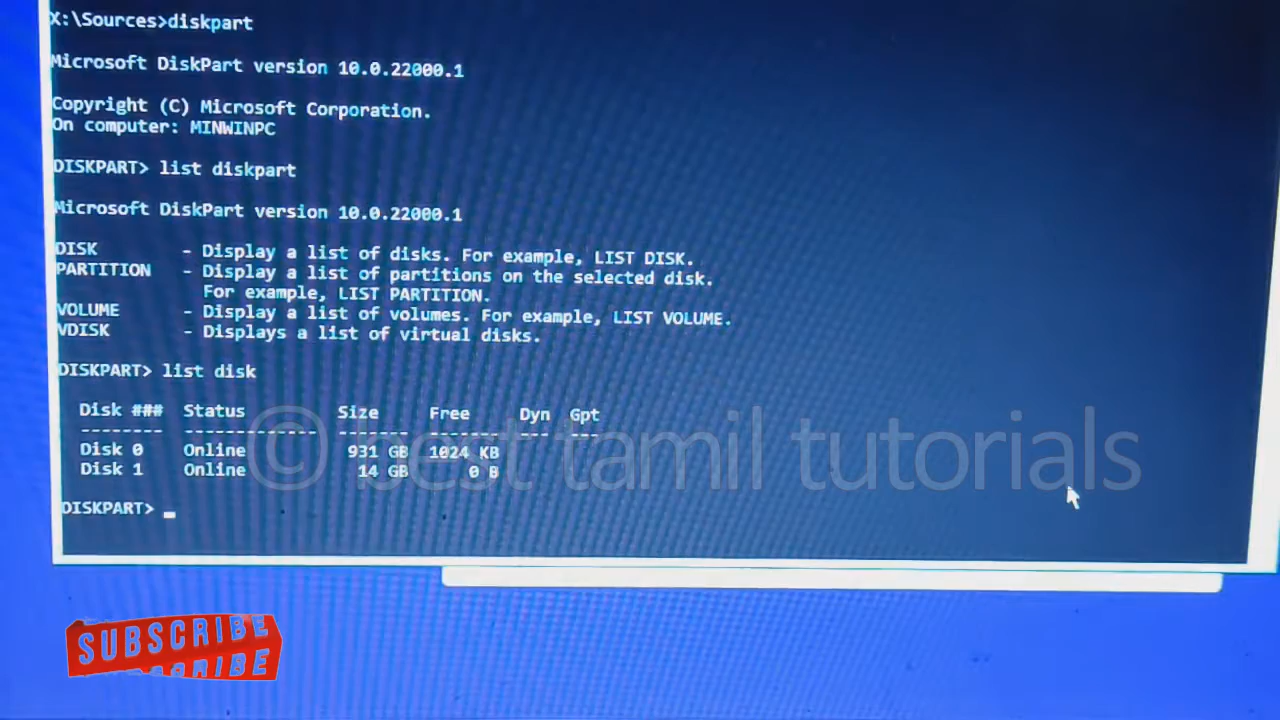 X:\Sources>diskpart
Microsoft DiskPart version 10.0.22000.1
Copyright (C) Microsoft Corporation.
On computer: MINWINPC
DISKPART> list diskpart
Microsoft DiskPart version 10.0.22000.1
DISK - Display a list of disks. For example, LIST DISK.
PARTITION - Display a list of partitions on the selected disk.
For example, LIST PARTITION.
VOLUME - Display a list of volumes. For example, LIST VOLUME.
VDISK - Displays a list of virtual disks.
DISKPART> list disk
Disk ### Status Size Free Dyn Gpt
-------- ------------- ------- ------- --- ---
Disk 0 Online 931 GB 1024 KB
Disk 1 Online 14 GB 0 B
© best tamil tutorials
DISKPART>
SUBSCRIBE